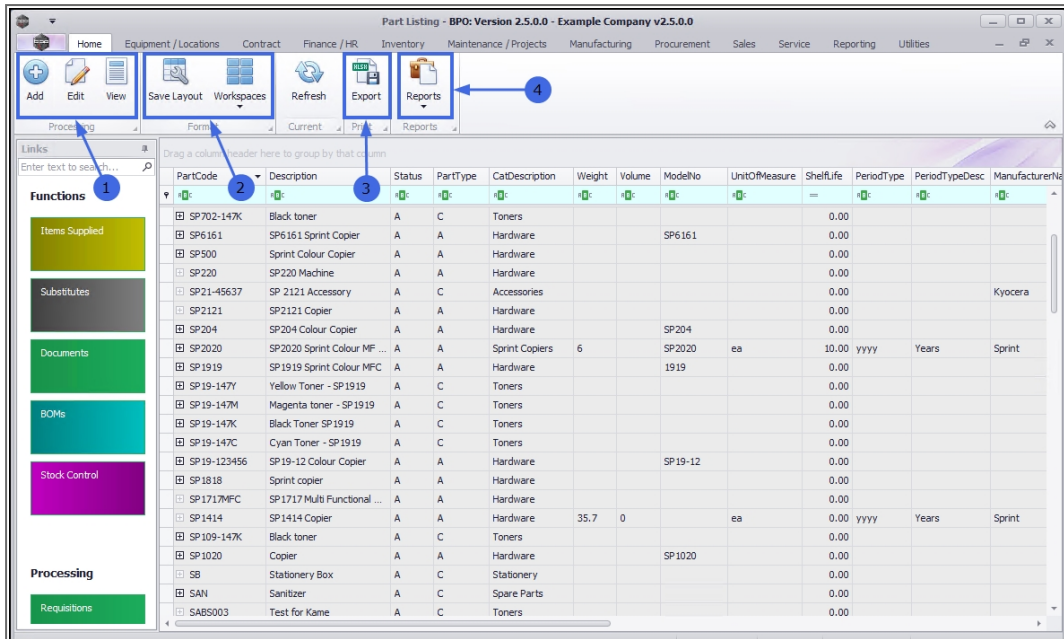 Part Listing - BPO: Version 2.5.0.0 - Example Company v2.5.0.0
Home Equipment / Locations Contract Finance / HR Inventory Maintenance / Projects Manufacturing Procurement Sales Service Reporting Utilities
Add Edit View Save Layout Workspaces Refresh Export Reports
4
Processing Format Current Print Reports
Links
Drag a column header here to group by that column
Enter text to search...
1
2
3
PartCode Description Status PartType CatDescription Weight Volume ModelNo UnitOfMeasure ShelfLife PeriodType PeriodTypeDesc ManufacturerNa
Functions
SP702-147K Black toner A C Toners 0.00
Items Supplied
SP6161 SP6161 Sprint Copier A A Hardware SP6161 0.00
SP500 Sprint Colour Copier A A Hardware 0.00
SP220 SP220 Machine A A Hardware 0.00
Substitutes
SP21-45637 SP 2121 Accessory A C Accessories 0.00 Kyocera
SP2121 SP2121 Copier A A Hardware 0.00
SP204 SP204 Colour Copier A A Hardware SP204 0.00
Documents
SP2020 SP2020 Sprint Colour MF ... A A Sprint Copiers 6 SP2020 ea 10.00 yyyy Years Sprint
SP1919 SP1919 Sprint Colour MFC A A Hardware 1919 0.00
SP19-147Y Yellow Toner - SP1919 A C Toners 0.00
SP19-147M Magenta toner - SP1919 A C Toners 0.00
BOMs
SP19-147K Black Toner SP1919 A C Toners 0.00
SP19-147C Cyan Toner - SP1919 A C Toners 0.00
SP19-123456 SP19-12 Colour Copier A A Hardware SP19-12 0.00
Stock Control
SP1818 Sprint copier A A Hardware 0.00
SP1717MFC SP1717 Multi Functional ... A A Hardware 0.00
SP1414 SP1414 Copier A A Hardware 35.7 0 ea 0.00 yyyy Years Sprint
SP109-147K Black toner A C Toners 0.00
SP1020 Copier A A Hardware SP1020 0.00
Processing
SB Stationery Box A C Stationery 0.00
SAN Sanitizer A C Spare Parts 0.00
Requisitions
SABS003 Test for Kame A C Toners 0.00